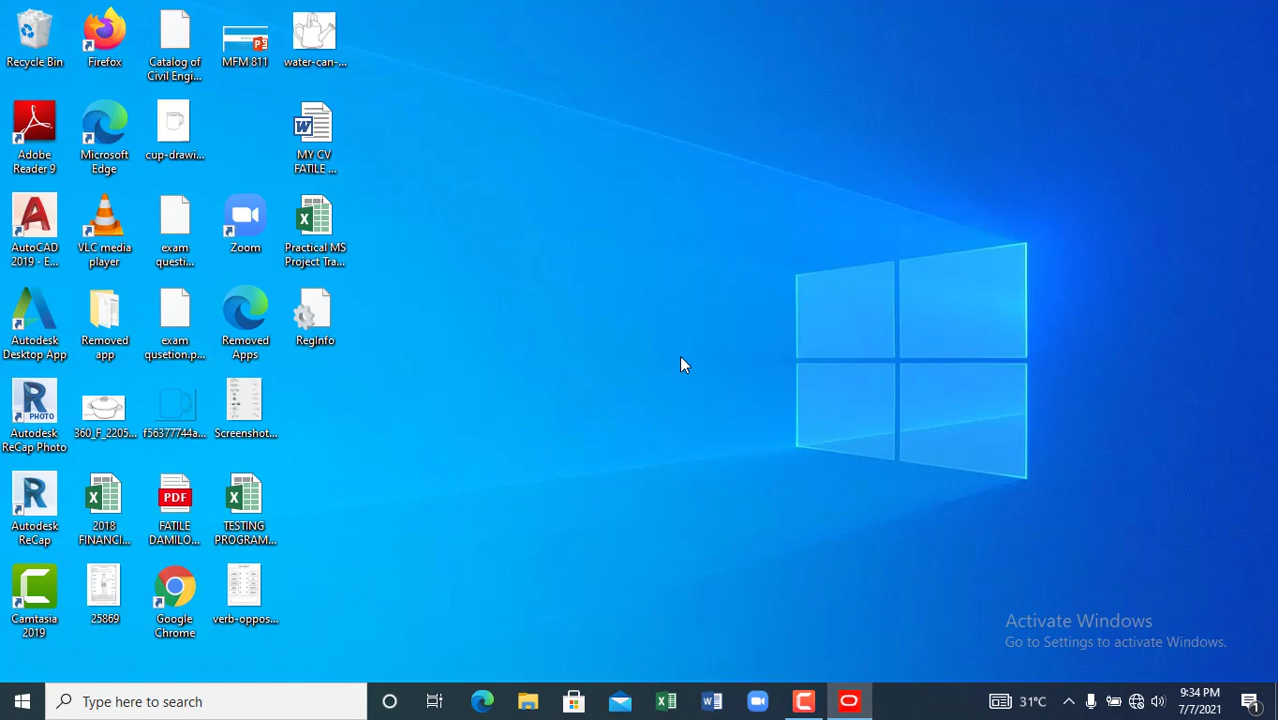 Recycle Bin
Firefox
Catalog of
Civil Engi...
MFM 811
water-can-...
Adobe
Reader 9
Microsoft
Edge
cup-drawi...
MY CV
FATILE ...
AutoCAD
2019 - E...
VLC media
player
exam
questi....
Zoom
Practical MS
Project Tra...
Autodesk
Desktop App
Removed
app
exam
qusetion.p...
Removed
Apps
RegInfo
PHOTO
Autodesk
ReCap Photo
360_F_2205...
f56377744a...
Screenshot...
Autodesk
ReCap
2018
FINANCI...
PDF
FATILE
DAMILO...
TESTING
PROGRAM...
Camtasia
2019
25869
Google
Chrome
verb-oppos...
Activate Windows
Go to Settings to activate Windows.
Type here to search
31°C
9:34 PM
7/7/2021
1